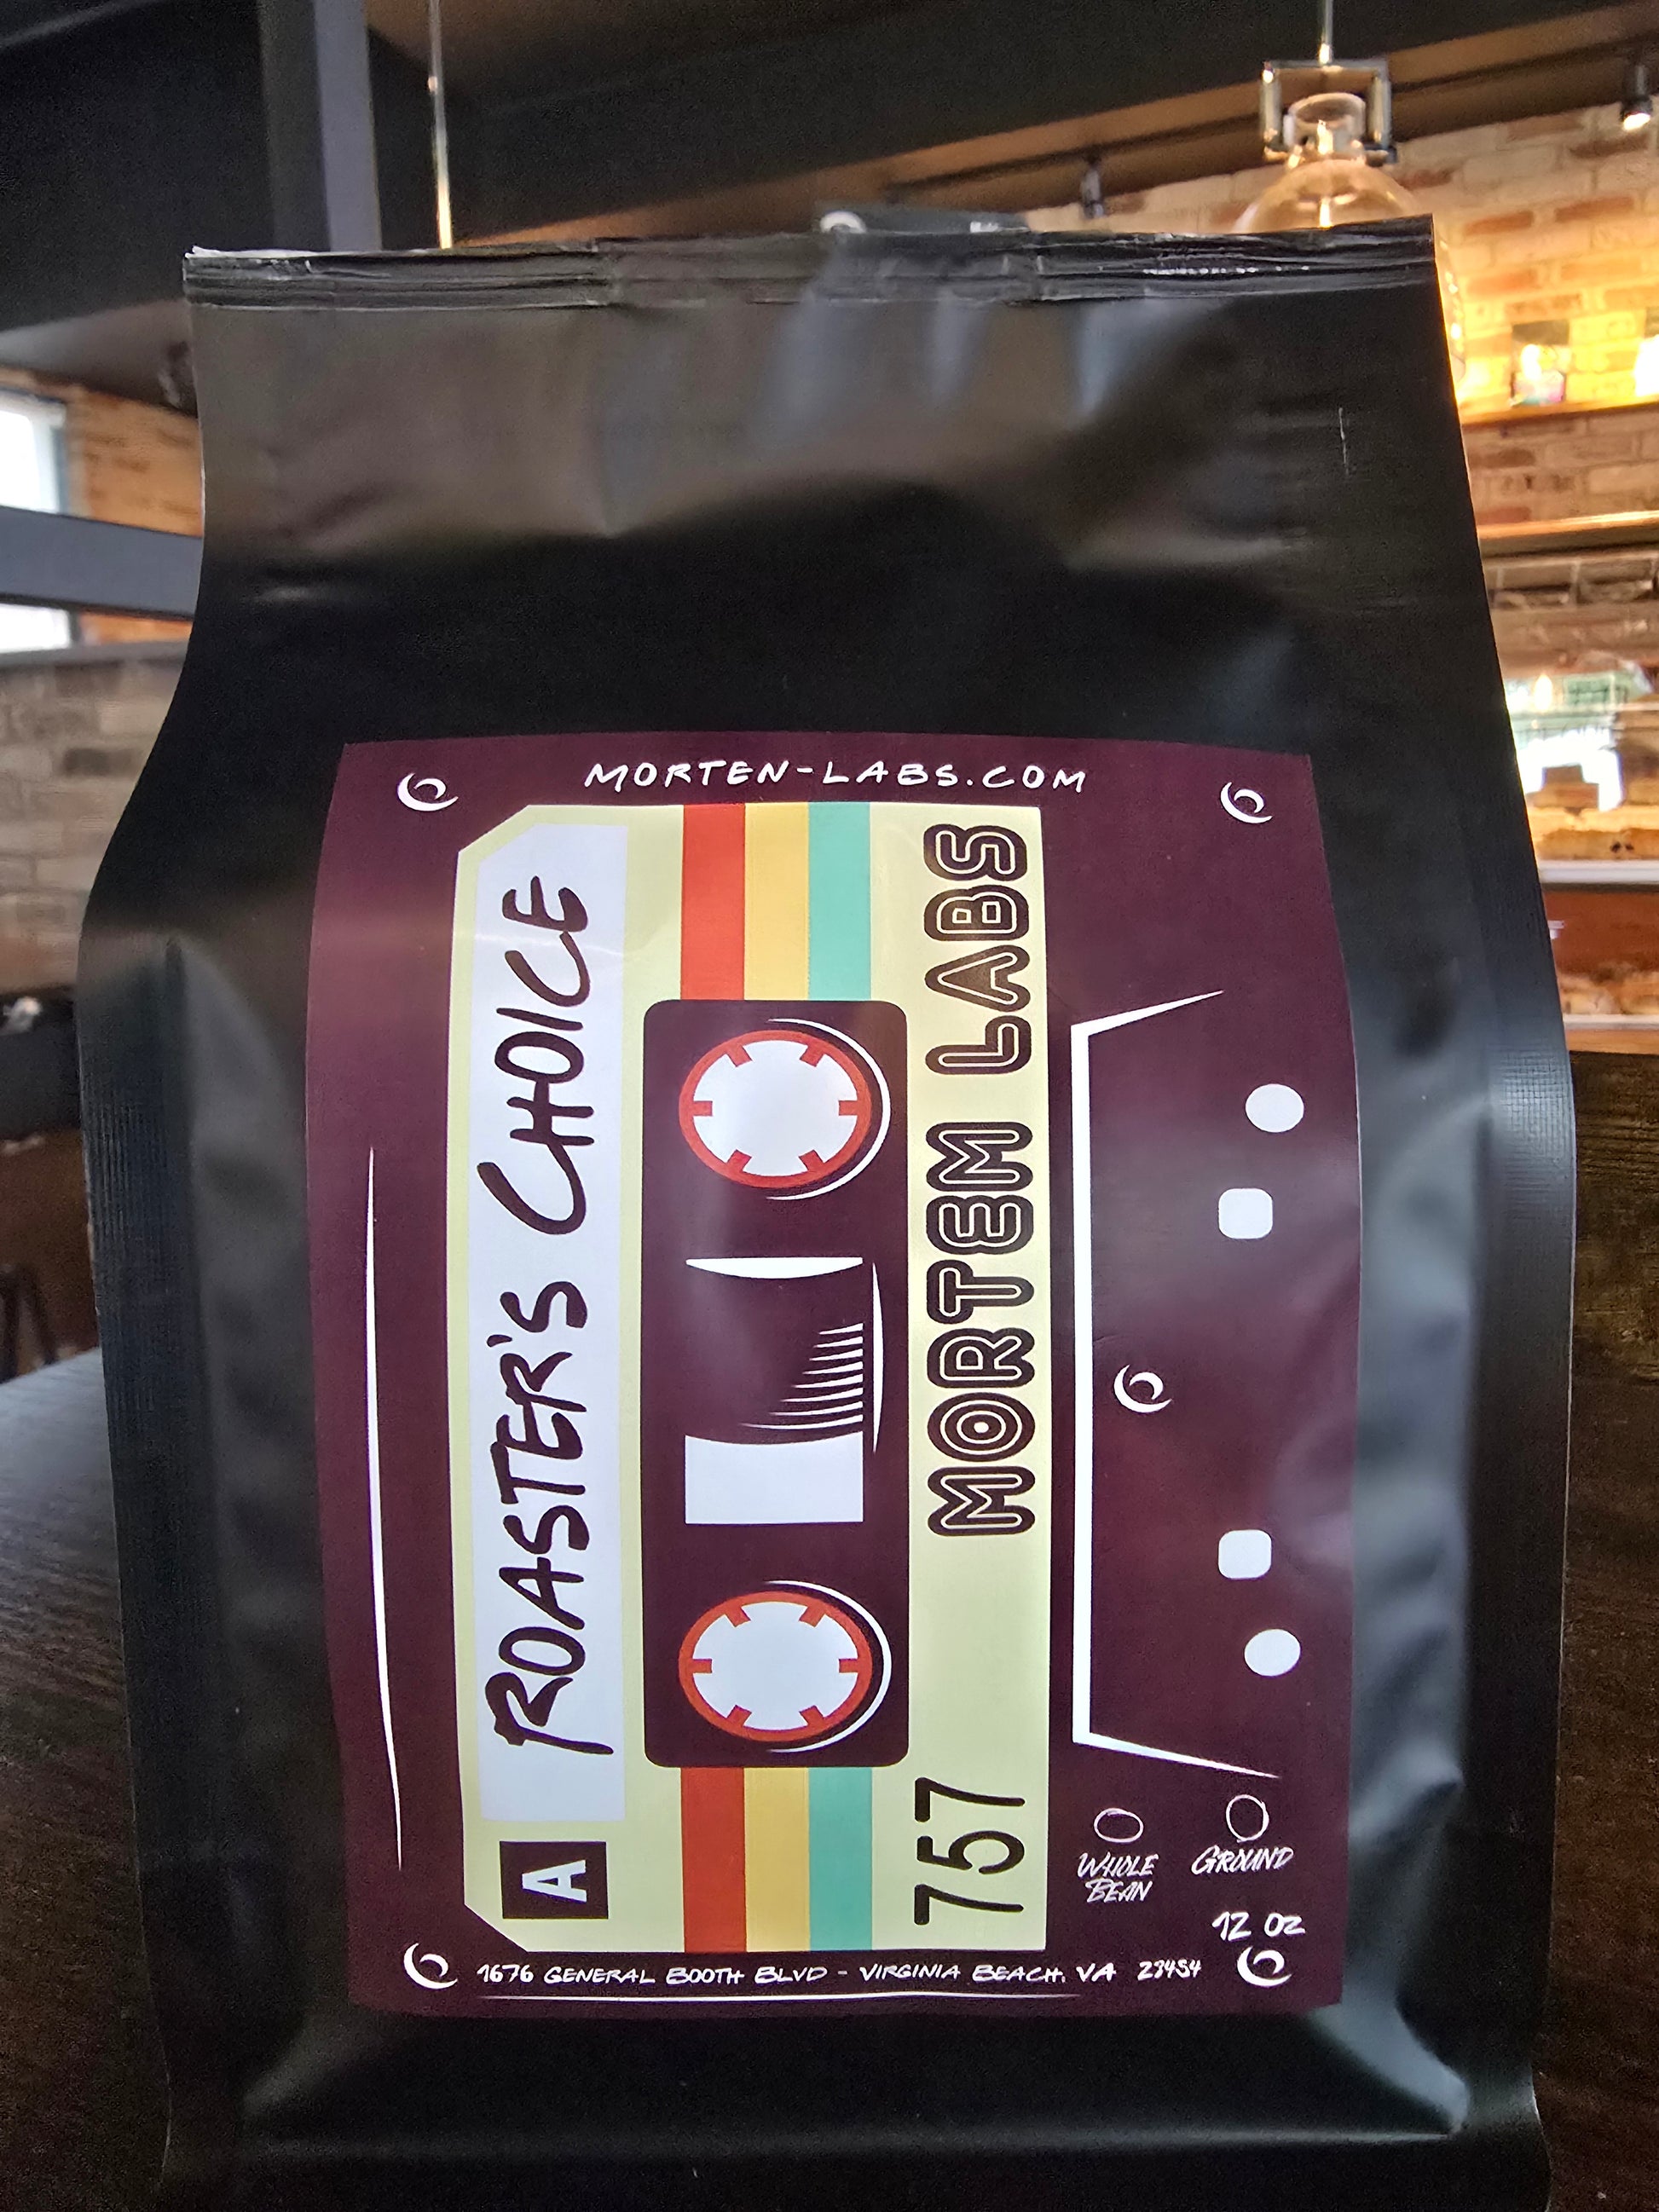 MORTEN-LABS.COM
A
ROASTER'S CHOICE
757
MORTEM LABS
WHOLE
BEAN
GROUND
12 OZ
1676 GENERAL BOOTH BLVD - VIRGINIA BEACH, VA 23454